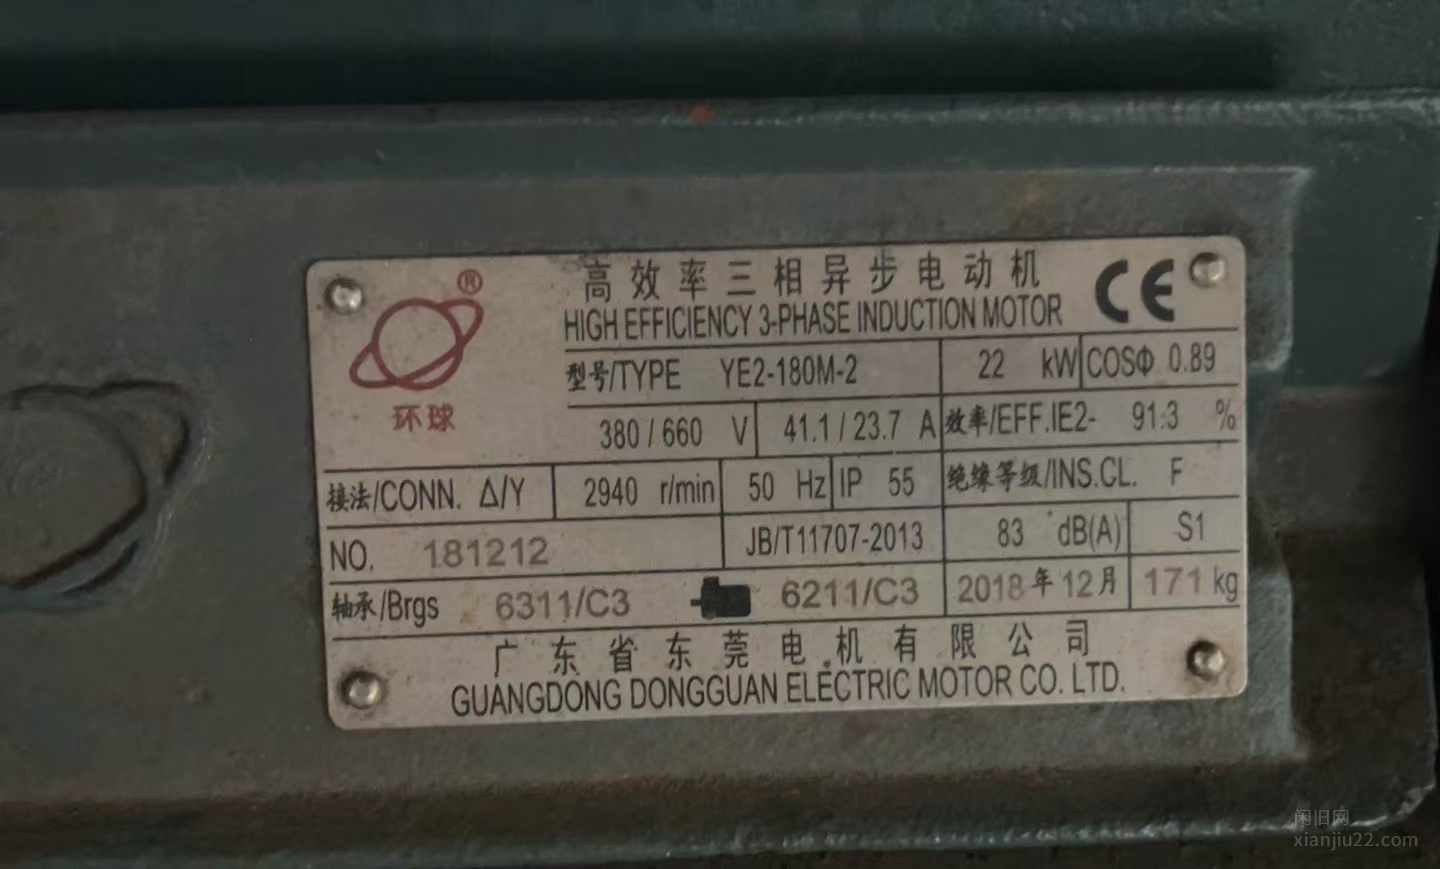 ®
环球
高效率三相异步电动机
CE
HIGH EFFICIENCY 3-PHASE INDUCTION MOTOR
型号/TYPE YE2-180M-2 22 kW COSΦ 0.89
380/660 V 41.1/23.7 A 效率/EFF.IE2- 91.3 %
接法/CONN. Δ/Y 2940 r/min 50 Hz IP 55 绝缘等级/INS.CL. F
NO. 181212 JB/T11707-2013 83 dB(A) S1
轴承/Brgs 6311/C3 6211/C3 2018年12月 171 kg
广东省东莞电机有限公司
GUANGDONG DONGGUAN ELECTRIC MOTOR CO. LTD.
闲旧网
xianjiu22.com